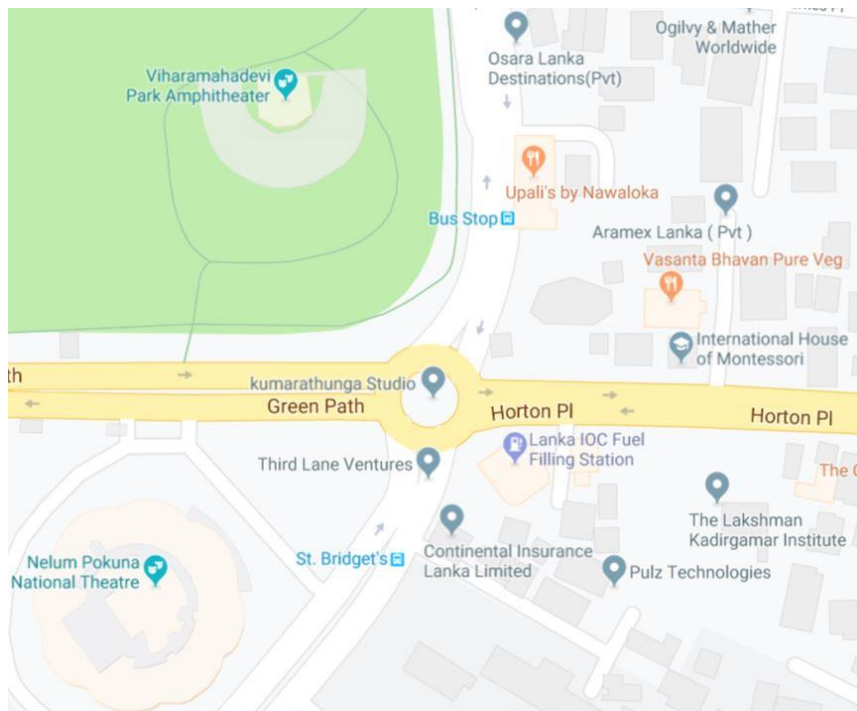 Ogilvy & Mather
Worldwide
Osara Lanka
Destinations(Pvt)
Viharamahadevi
Park Amphitheater
Upali's by Nawaloka
Bus Stop
Aramex Lanka ( Pvt )
Vasanta Bhavan Pure Veg
International House
of Montessori
th
kumarathunga Studio
Green Path
Horton Pl
Horton Pl
Lanka IOC Fuel
Filling Station
Third Lane Ventures
The
The Lakshman
Kadirgamar Institute
St. Bridget's
Continental Insurance
Lanka Limited
Nelum Pokuna
National Theatre
Pulz Technologies